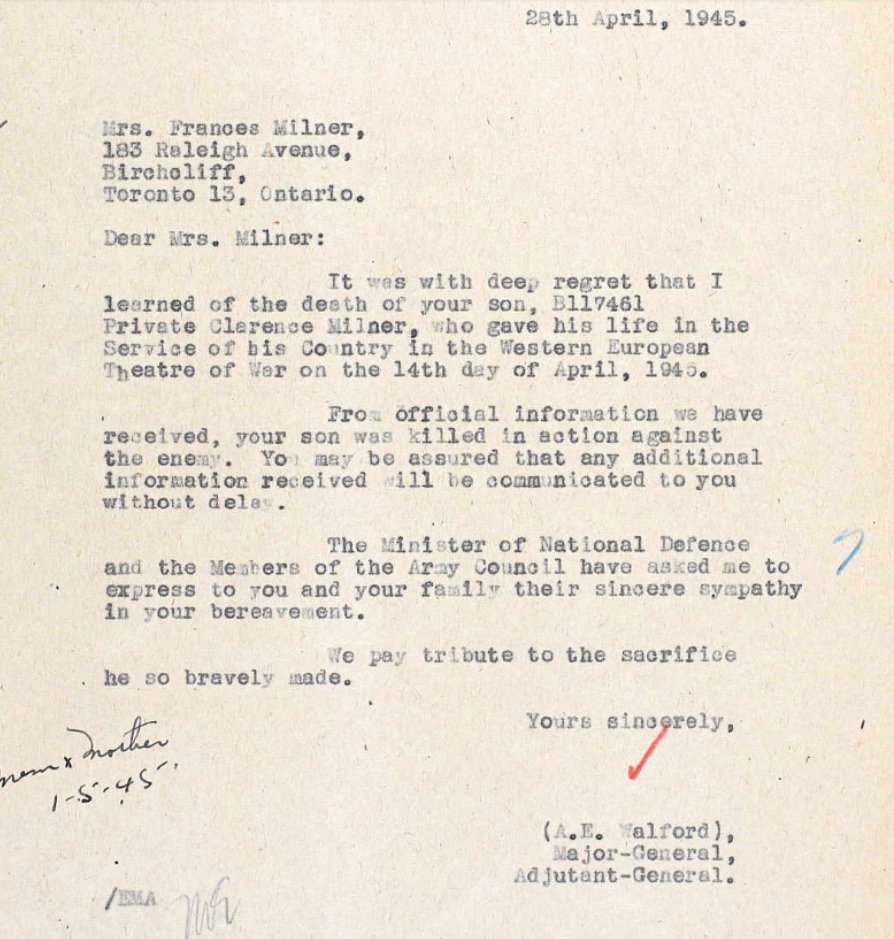 28th April, 1945.
Mrs. Frances Milner,
183 Raleigh Avenue,
Birchcliff,
Toronto 13, Ontario.
Dear Mrs. Milner:
It was with deep regret that I
learned of the death of your son, B117461
Private Clarence Milner, who gave his life in the
Service of his Country in the Western European
Theatre of War on the 14th day of April, 1945.
From official information we have
received, your son was killed in action against
the enemy. You may be assured that any additional
information received will be communicated to you
without delay.
The Minister of National Defence
and the Members of the Army Council have asked me to
express to you and your family their sincere sympathy
in your bereavement.
We pay tribute to the sacrifice
he so bravely made.
Yours sincerely,
mem x Mother
1-5-45.
(A.E. Walford),
Major-General,
Adjutant-General.
/EMA